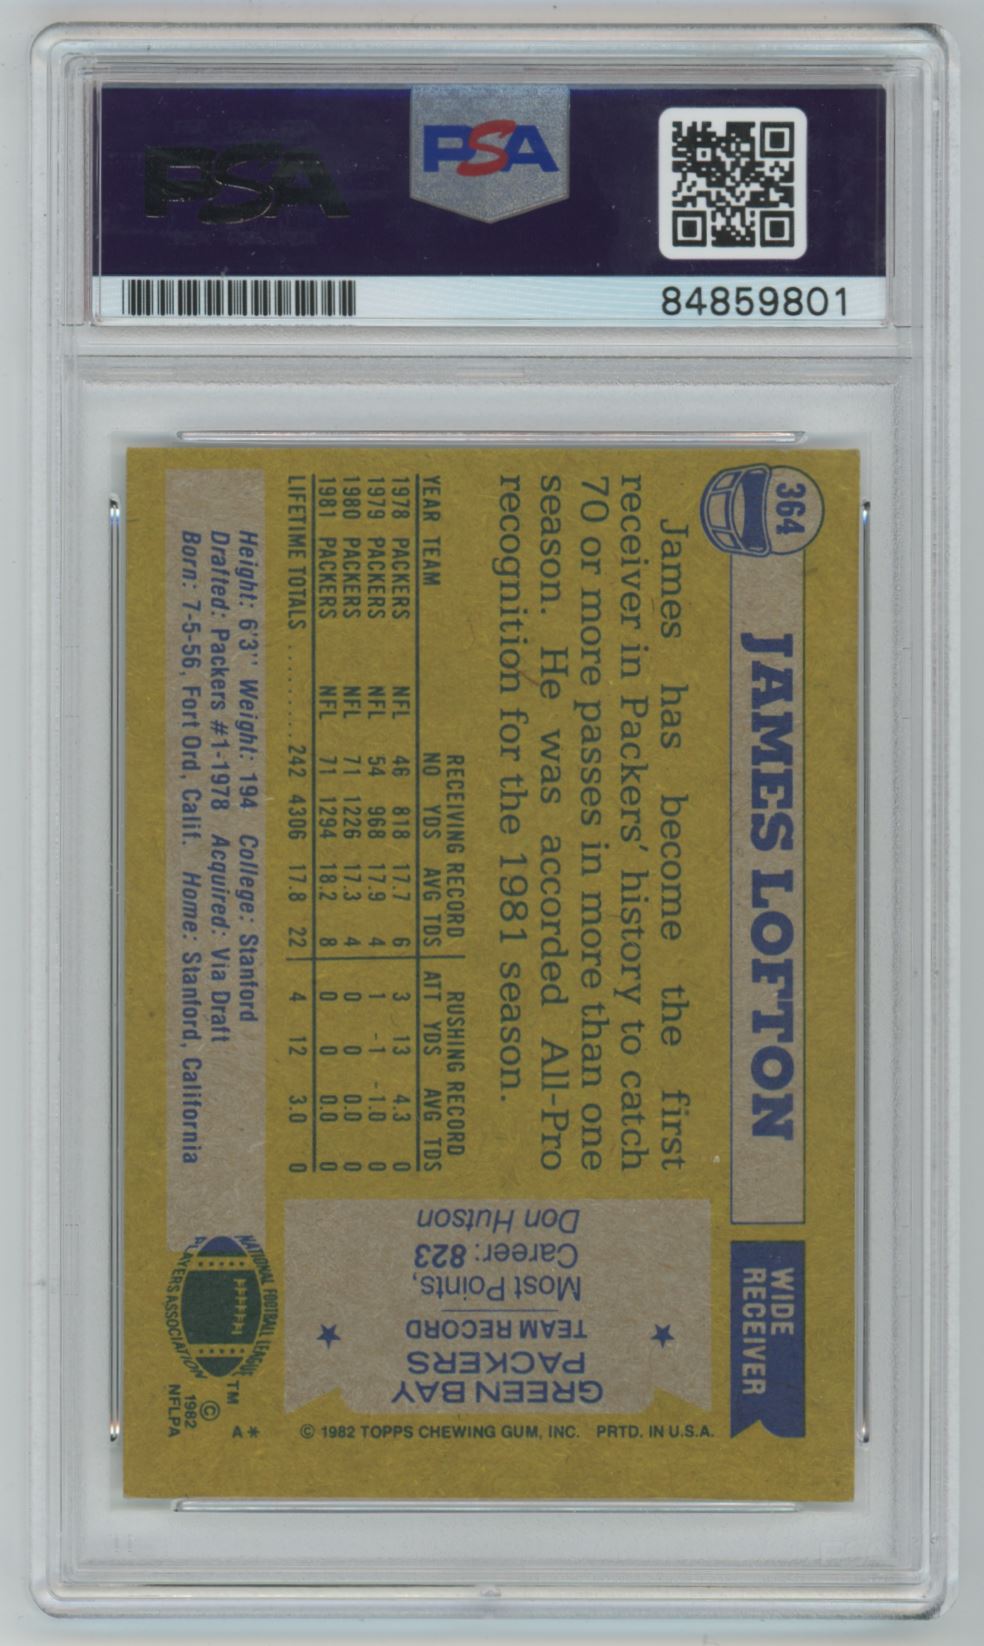 PSA
PSA
84859801
364
JAMES LOFTON
WIDE
RECEIVER
James has become the first
receiver in Packers' history to catch
70 or more passes in more than one
season. He was accorded All-Pro
recognition for the 1981 season.
RECEIVING RECORD RUSHING RECORD
YEAR TEAM NO YDS AVG TDS ATT YDS AVG TDS
1978 PACKERS NFL 46 818 17.7 6 3 13 4.3 0
1979 PACKERS NFL 54 968 17.9 4 1 -1 -1.0 0
1980 PACKERS NFL 71 1226 17.3 4 0 0 0.0 0
1981 PACKERS NFL 71 1294 18.2 8 0 0 0.0 0
LIFETIME TOTALS ........ 242 4306 17.8 22 4 12 3.0 0
Height: 6'3" Weight: 194 College: Stanford
Drafted: Packers #1-1978 Acquired: Via Draft
Born: 7-5-56, Fort Ord, Calif. Home: Stanford, California
GREEN BAY
PACKERS
TEAM RECORD
Most Points,
Career: 823
Don Hutson
© 1982 TOPPS CHEWING GUM, INC. PRTD. IN U.S.A.
A*
NATIONAL FOOTBALL LEAGUE
PLAYERS ASSOCIATION
TM
©
1982
NFLPA